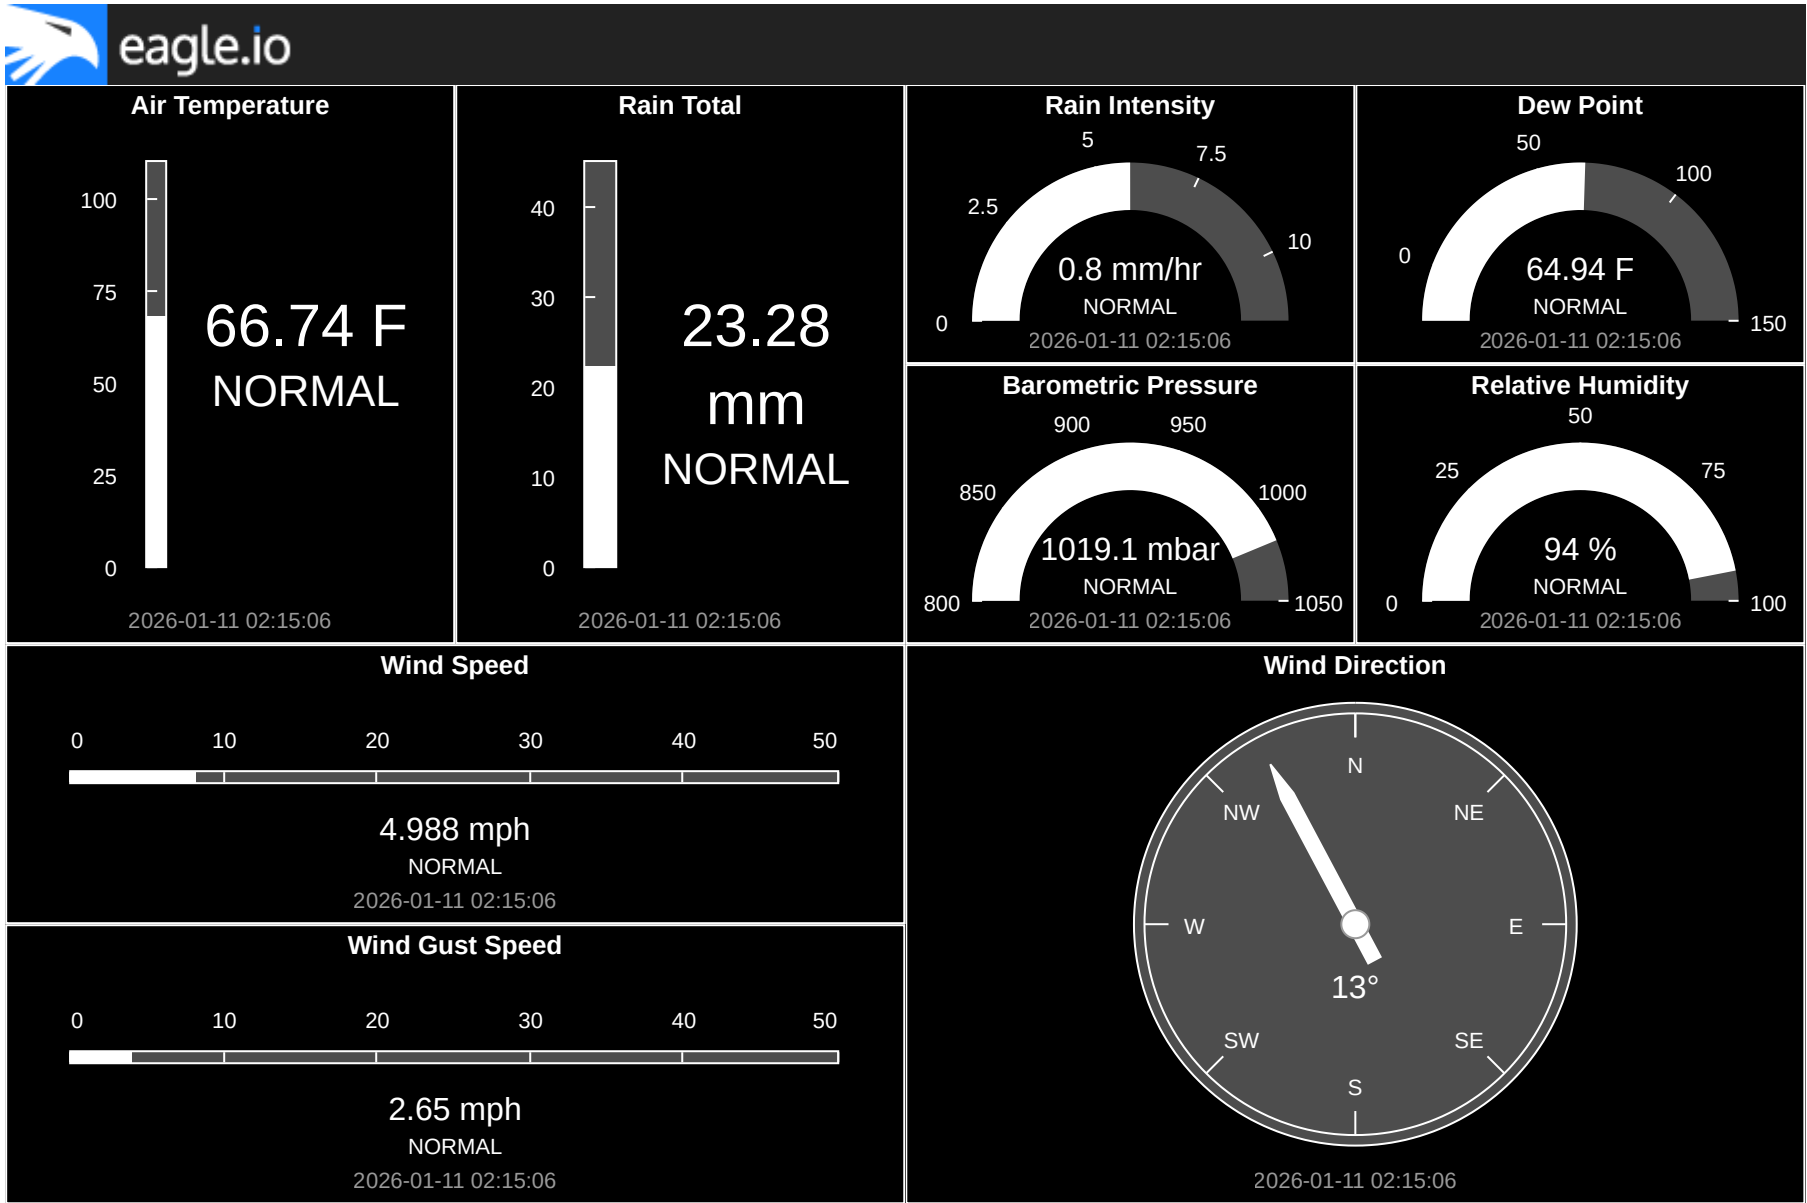 eagle.io
Air Temperature
100
75
50
25
0
66.74 F
NORMAL
2026-01-11 02:15:06
Rain Total
40
30
20
10
0
23.28
mm
NORMAL
2026-01-11 02:15:06
Rain Intensity
0
2.5
5
7.5
10
0.8 mm/hr
NORMAL
2026-01-11 02:15:06
Dew Point
0
50
100
150
64.94 F
NORMAL
2026-01-11 02:15:06
Barometric Pressure
800
850
900
950
1000
1050
1019.1 mbar
NORMAL
2026-01-11 02:15:06
Relative Humidity
0
25
50
75
100
94 %
NORMAL
2026-01-11 02:15:06
Wind Speed
0 10 20 30 40 50
4.988 mph
NORMAL
2026-01-11 02:15:06
Wind Gust Speed
0 10 20 30 40 50
2.65 mph
NORMAL
2026-01-11 02:15:06
Wind Direction
N
NW NE
W E
13°
SW SE
S
2026-01-11 02:15:06